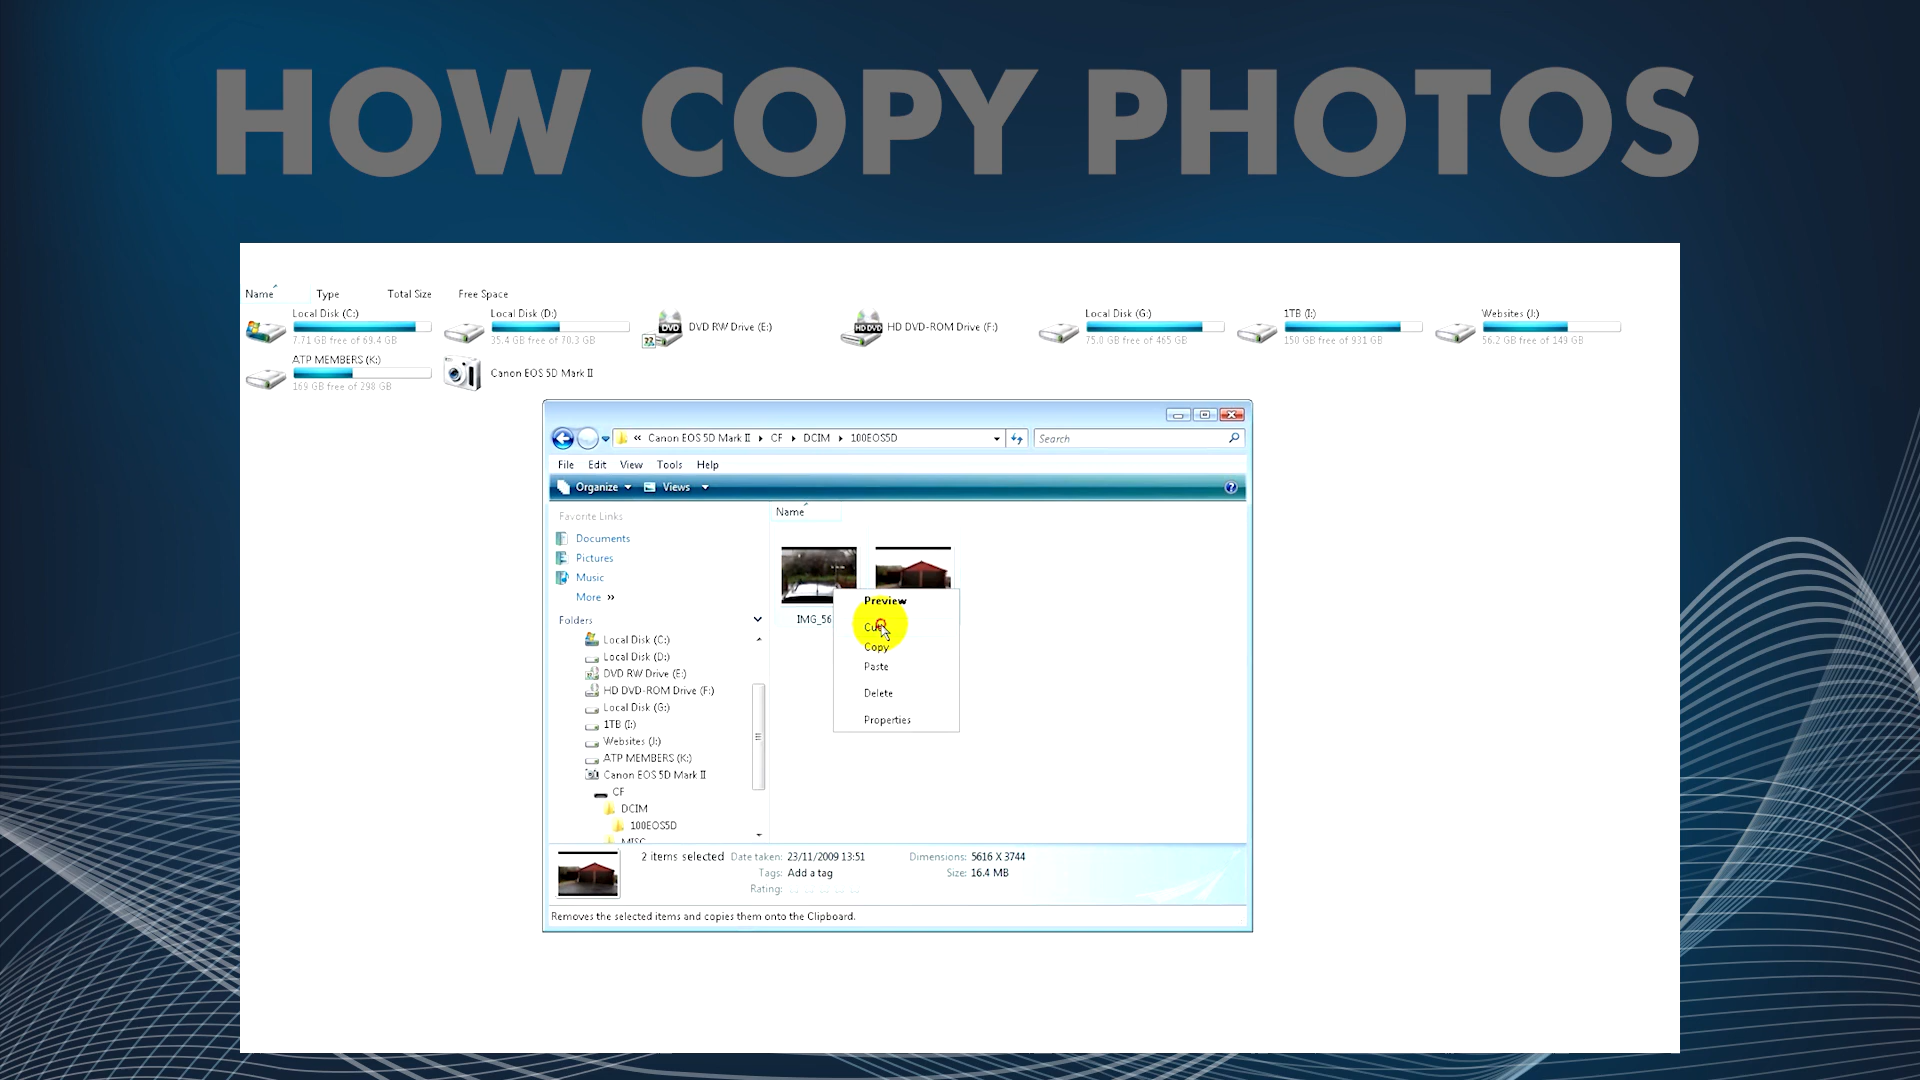 HOW COPY PHOTOS
Name Type Total Size Free Space
Local Disk (C:)
7.71 GB free of 69.4 GB
Local Disk (D:)
35.4 GB free of 70.3 GB
DVD RW Drive (E:)
HD DVD-ROM Drive (F:)
Local Disk (G:)
75.0 GB free of 465 GB
1TB (I:)
150 GB free of 931 GB
Websites (J:)
56.2 GB free of 149 GB
ATP MEMBERS (K:)
169 GB free of 298 GB
Canon EOS 5D Mark II
« Canon EOS 5D Mark II CF DCIM 100EOS5D
Search
File Edit View Tools Help
Organize Views
Favorite Links
Documents
Pictures
Music
More »
Folders
Local Disk (C:)
Local Disk (D:)
DVD RW Drive (E:)
HD DVD-ROM Drive (F:)
Local Disk (G:)
1TB (I:)
Websites (J:)
ATP MEMBERS (K:)
Canon EOS 5D Mark II
CF
DCIM
100EOS5D
MISC
Name
IMG_56
Preview
Cut
Copy
Paste
Delete
Properties
2 items selected
Date taken: 23/11/2009 13:51
Tags: Add a tag
Rating:
Dimensions: 5616 X 3744
Size: 16.4 MB
Removes the selected items and copies them onto the Clipboard.